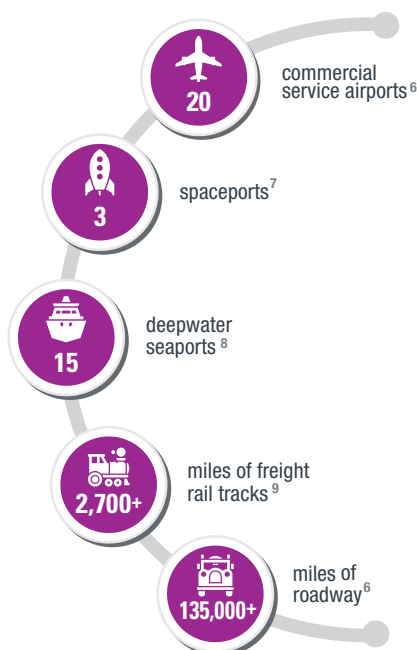 20
commercial
service airports 6
3
spaceports 7
15
deepwater
seaports 8
2,700+
miles of freight
rail tracks 9
135,000+
miles of
roadway 6